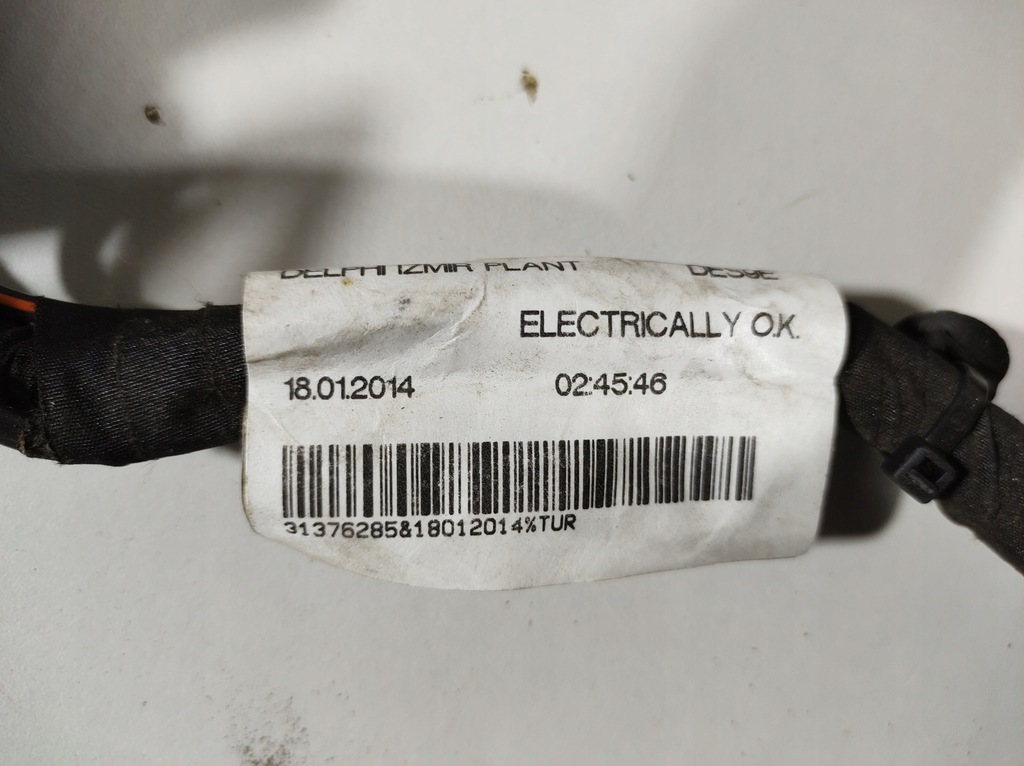 DELPHI IZMIR PLANT
ELECTRICALLY O.K.
18.01.2014 02:45:46
31376285&18012014%TUR